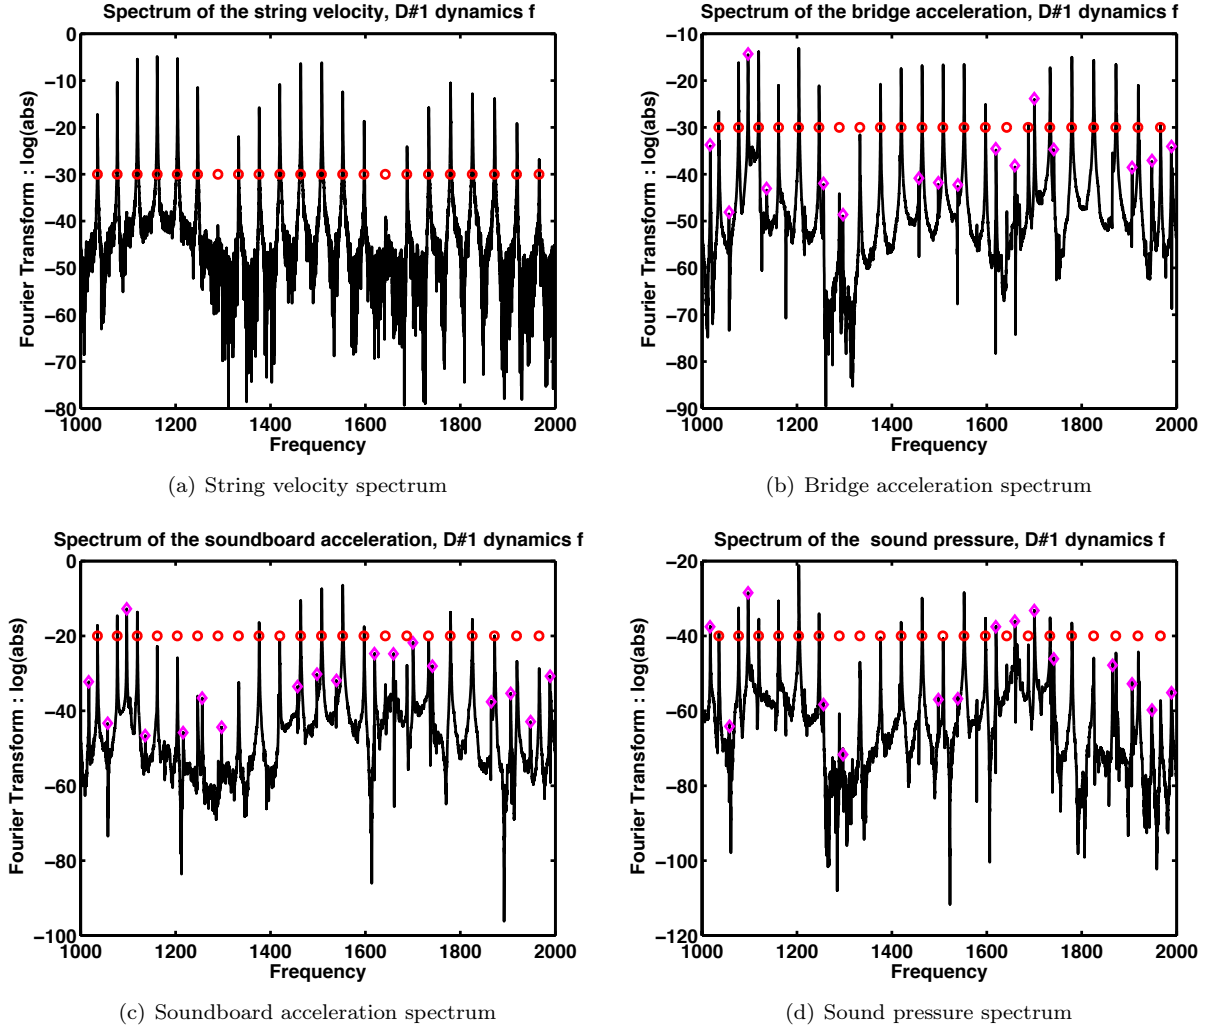 Spectrum of the string velocity, D#1 dynamics f
0
−10
−20
−30
−40
−50
−60
−70
−80
Fourier Transform : log(abs)
1000 1200 1400 1600 1800 2000
Frequency
(a) String velocity spectrum
Spectrum of the bridge acceleration, D#1 dynamics f
−10
−20
−30
−40
−50
−60
−70
−80
−90
Fourier Transform : log(abs)
1000 1200 1400 1600 1800 2000
Frequency
(b) Bridge acceleration spectrum
Spectrum of the soundboard acceleration, D#1 dynamics f
0
−20
−40
−60
−80
−100
Fourier Transform : log(abs)
1000 1200 1400 1600 1800 2000
Frequency
(c) Soundboard acceleration spectrum
Spectrum of the sound pressure, D#1 dynamics f
−20
−40
−60
−80
−100
−120
Fourier Transform : log(abs)
1000 1200 1400 1600 1800 2000
Frequency
(d) Sound pressure spectrum